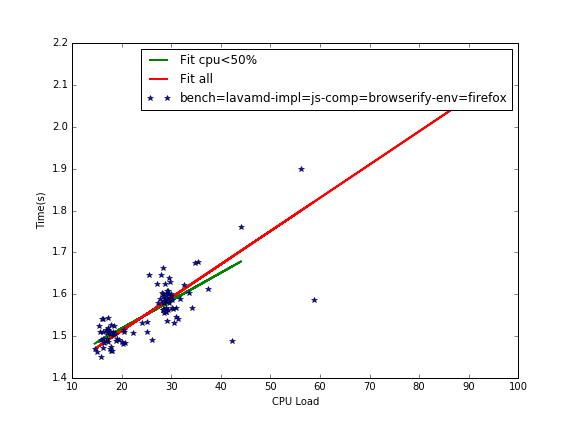 2.2
2.1
2.0
1.9
1.8
1.7
1.6
1.5
1.4
Time(s)
Fit cpu<50%
Fit all
bench=lavamd-impl=js-comp=browserify-env=firefox
10 20 30 40 50 60 70 80 90 100
CPU Load